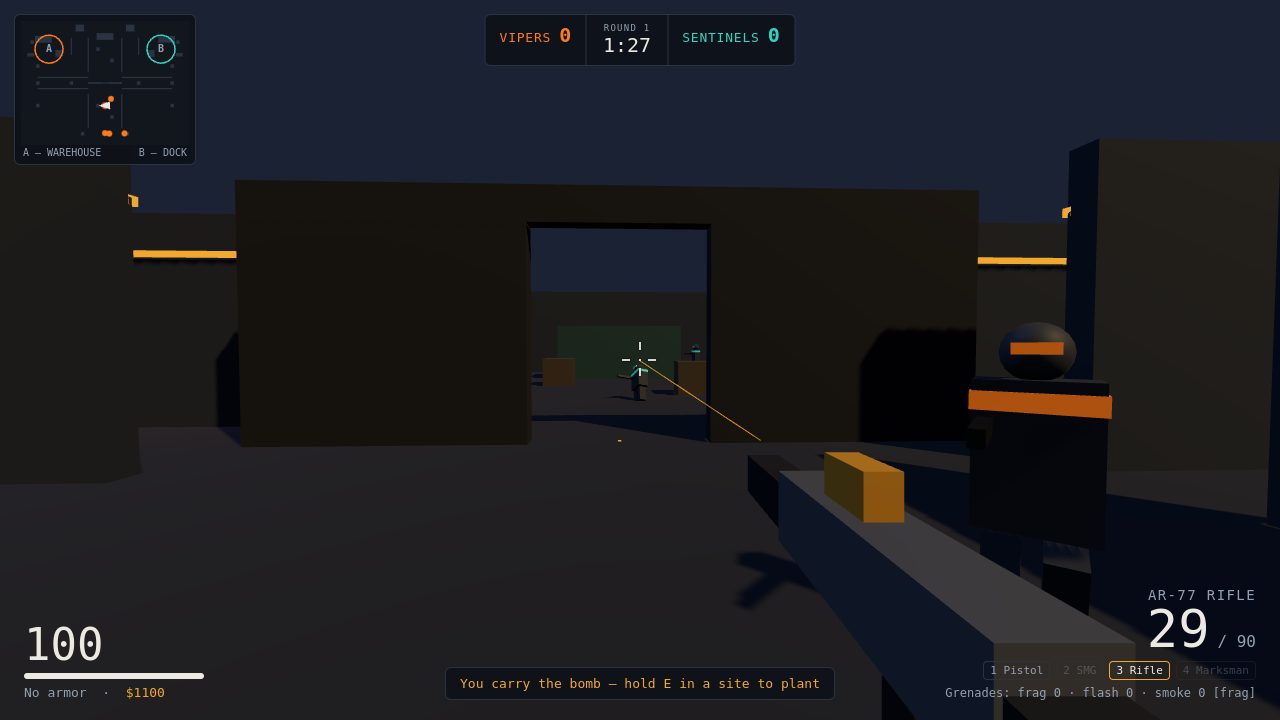 A
B
A — WAREHOUSE
B — DOCK
VIPERS 0
ROUND 1
1:27
SENTINELS 0
100
No armor · $1100
You carry the bomb — hold E in a site to plant
AR-77 RIFLE
29 / 90
1 Pistol 2 SMG 3 Rifle 4 Marksman
Grenades: frag 0 · flash 0 · smoke 0 [frag]